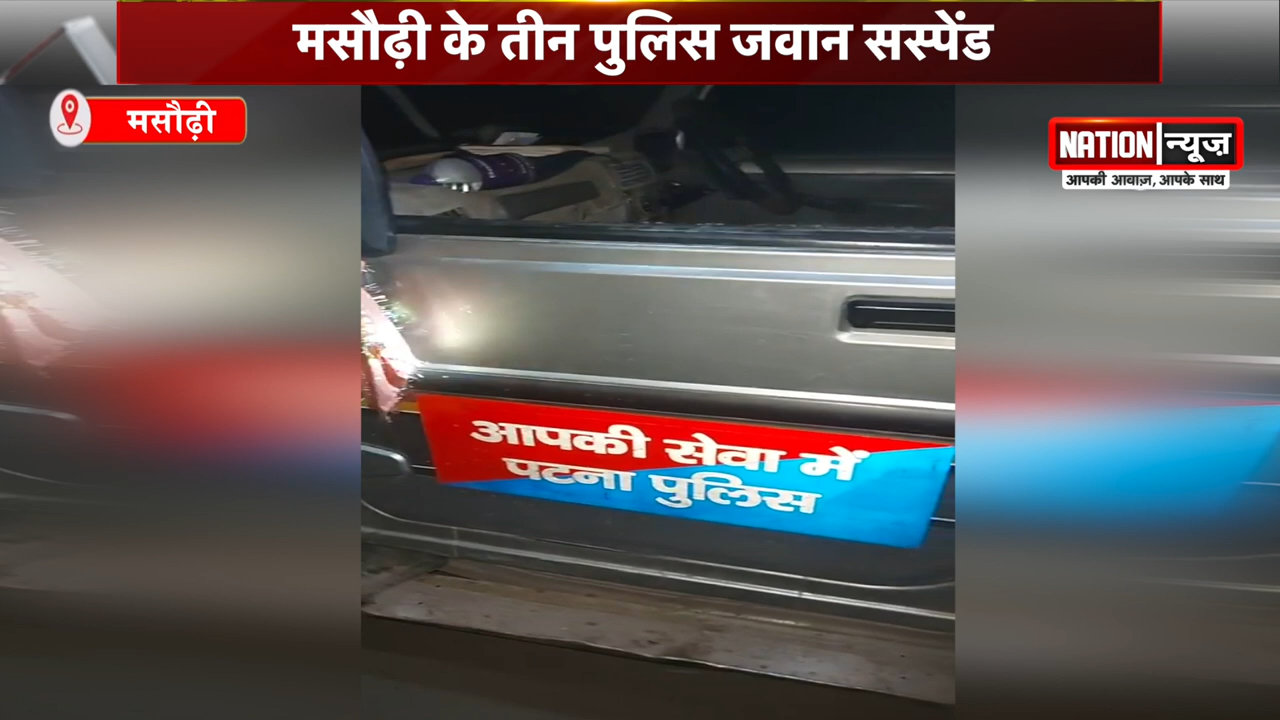 मसौढ़ी के तीन पुलिस जवान सस्पेंड
मसौढ़ी
NATION न्यूज़
आपकी आवाज़, आपके साथ
आपकी सेवा में
पटना पुलिस